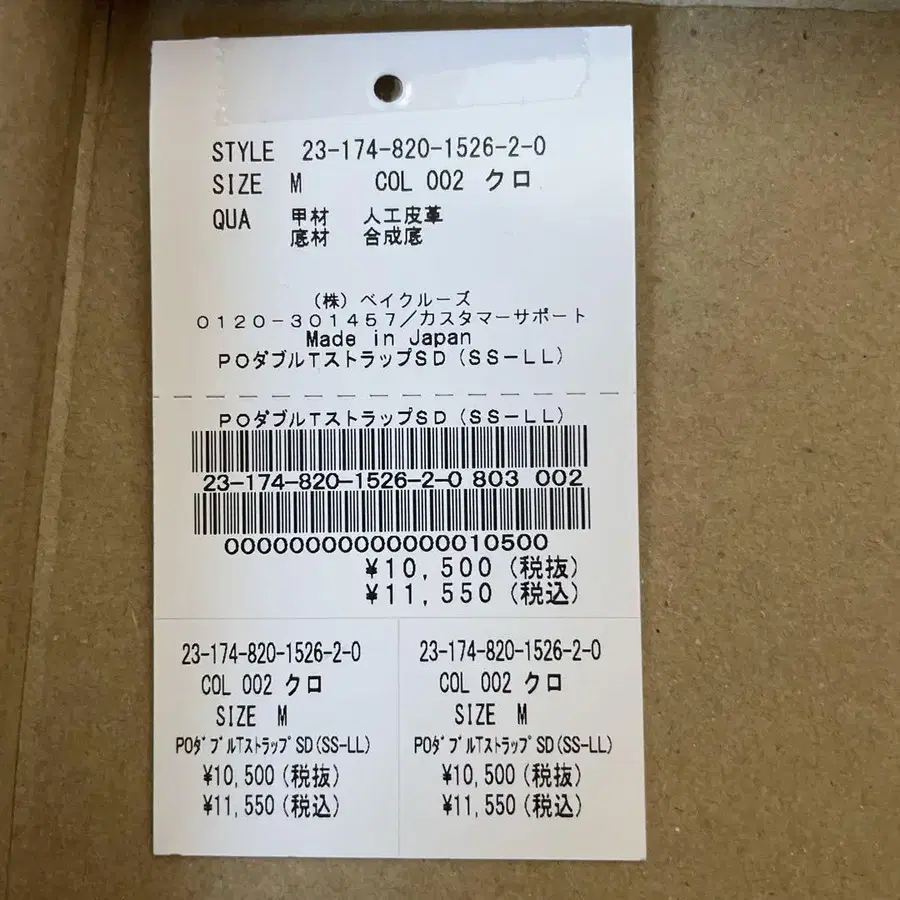 STYLE 23-174-820-1526-2-0
SIZE M COL 002 クロ
QUA 甲材 人工皮革
底材 合成底
（株）ベイクルーズ
０１２０－３０１４５７／カスタマーサポート
Made in Japan
ＰＯダブルＴストラップＳＤ（ＳＳ－ＬＬ）
ＰＯダブルＴストラップＳＤ（ＳＳ－ＬＬ）
23-174-820-1526-2-0 803 002
00000000000000010500
¥10,500（税抜）
¥11,550（税込）
23-174-820-1526-2-0
COL 002 クロ
SIZE M
POﾀﾞﾌﾞﾙTｽﾄﾗｯﾌﾟSD(SS-LL)
¥10,500（税抜）
¥11,550（税込）
23-174-820-1526-2-0
COL 002 クロ
SIZE M
POﾀﾞﾌﾞﾙTｽﾄﾗｯﾌﾟSD(SS-LL)
¥10,500（税抜）
¥11,550（税込）